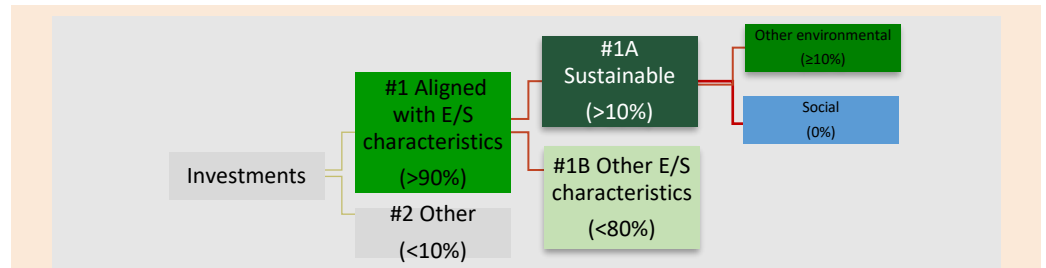 Investments
#1 Aligned
with E/S
characteristics
(>90%)
#2 Other
(<10%)
#1A
Sustainable
(>10%)
#1B Other E/S
characteristics
(<80%)
Other environmental
(≥10%)
Social
(0%)